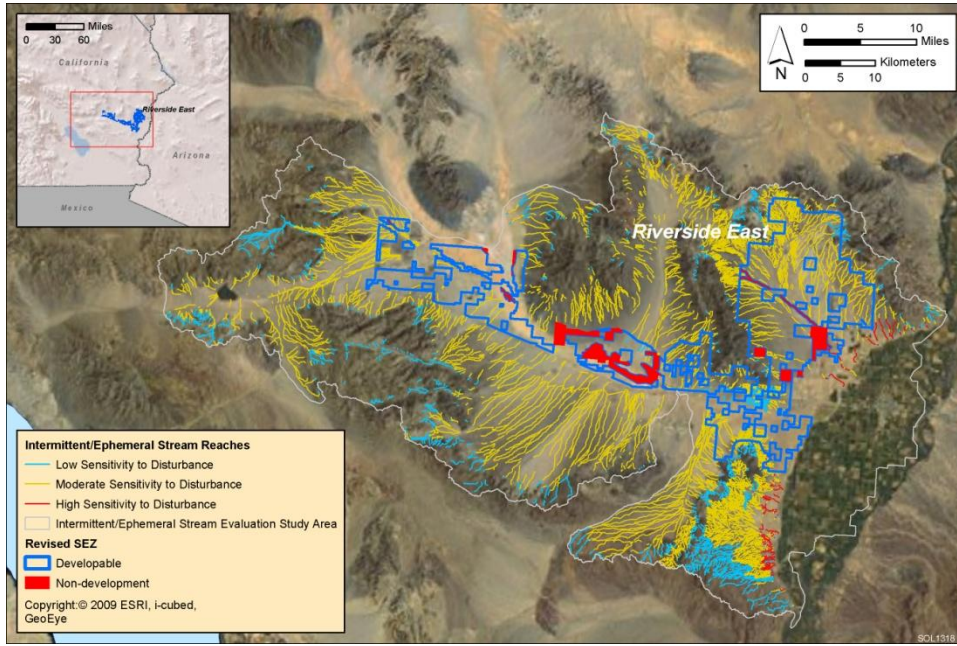 Miles
0 30 60
California
Riverside East
Arizona
Mexico
0 5 10
Miles
Kilometers
0 5 10
N
Riverside East
Intermittent/Ephemeral Stream Reaches
Low Sensitivity to Disturbance
Moderate Sensitivity to Disturbance
High Sensitivity to Disturbance
Intermittent/Ephemeral Stream Evaluation Study Area
Revised SEZ
Developable
Non-development
Copyright:© 2009 ESRI, i-cubed,
GeoEye
SOL1318